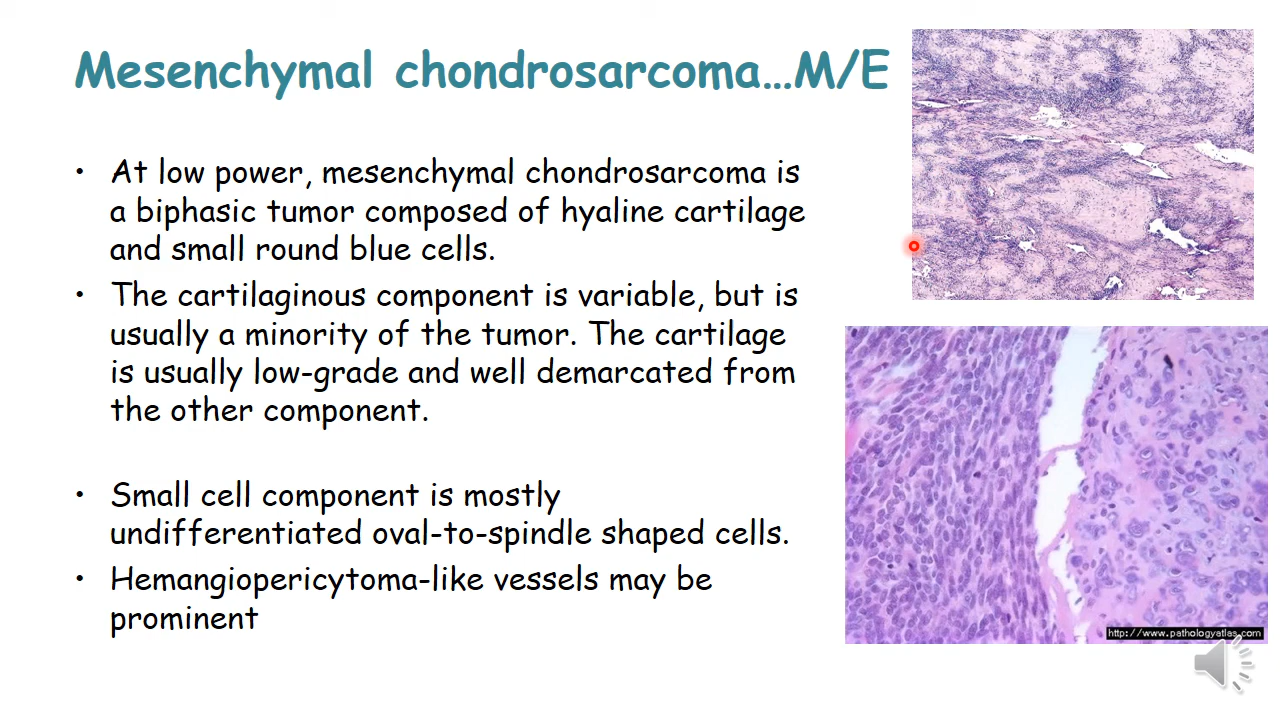 Mesenchymal chondrosarcoma...M/E
• At low power, mesenchymal chondrosarcoma is
a biphasic tumor composed of hyaline cartilage
and small round blue cells.
• The cartilaginous component is variable, but is
usually a minority of the tumor. The cartilage
is usually low-grade and well demarcated from
the other component.
• Small cell component is mostly
undifferentiated oval-to-spindle shaped cells.
• Hemangiopericytoma-like vessels may be
prominent
http://www.pathologyatlas.com